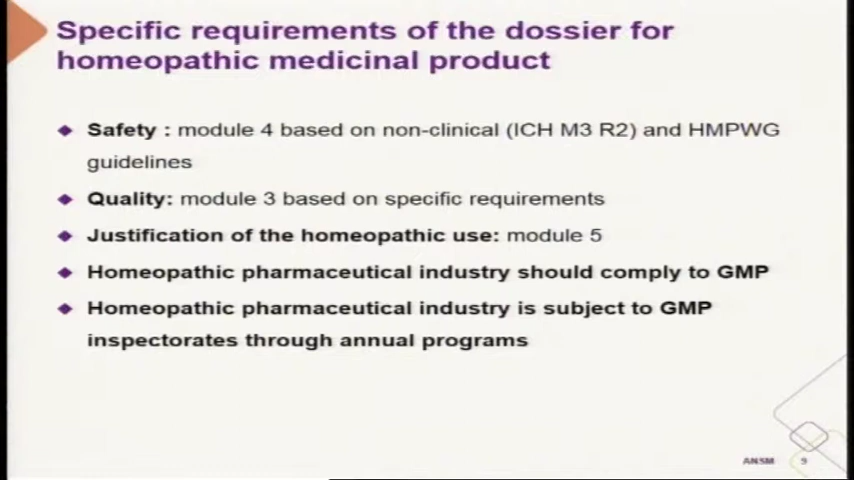 Specific requirements of the dossier for
homeopathic medicinal product
Safety : module 4 based on non-clinical (ICH M3 R2) and HMPWG
guidelines
Quality: module 3 based on specific requirements
Justification of the homeopathic use: module 5
Homeopathic pharmaceutical industry should comply to GMP
Homeopathic pharmaceutical industry is subject to GMP
inspectorates through annual programs
ANSM 9